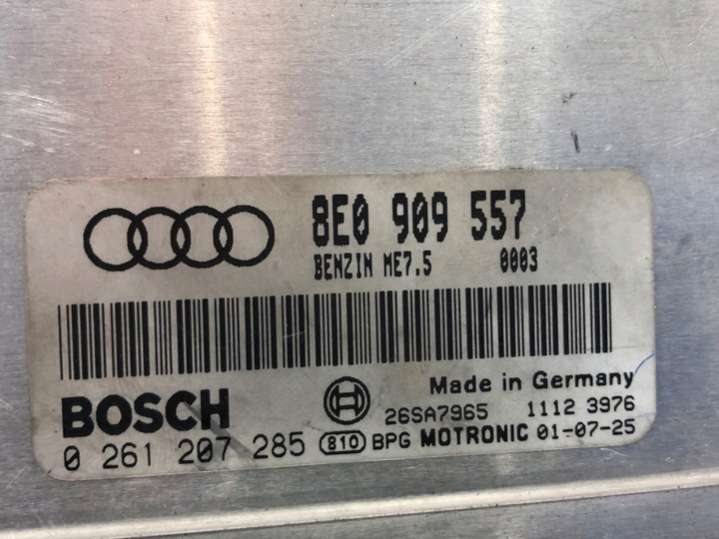 8E0 909 557
BENZIN ME7.5 0003
Made in Germany
BOSCH 26SA7965 1112 3976
0 261 207 285 810 BPG MOTRONIC 01-07-25